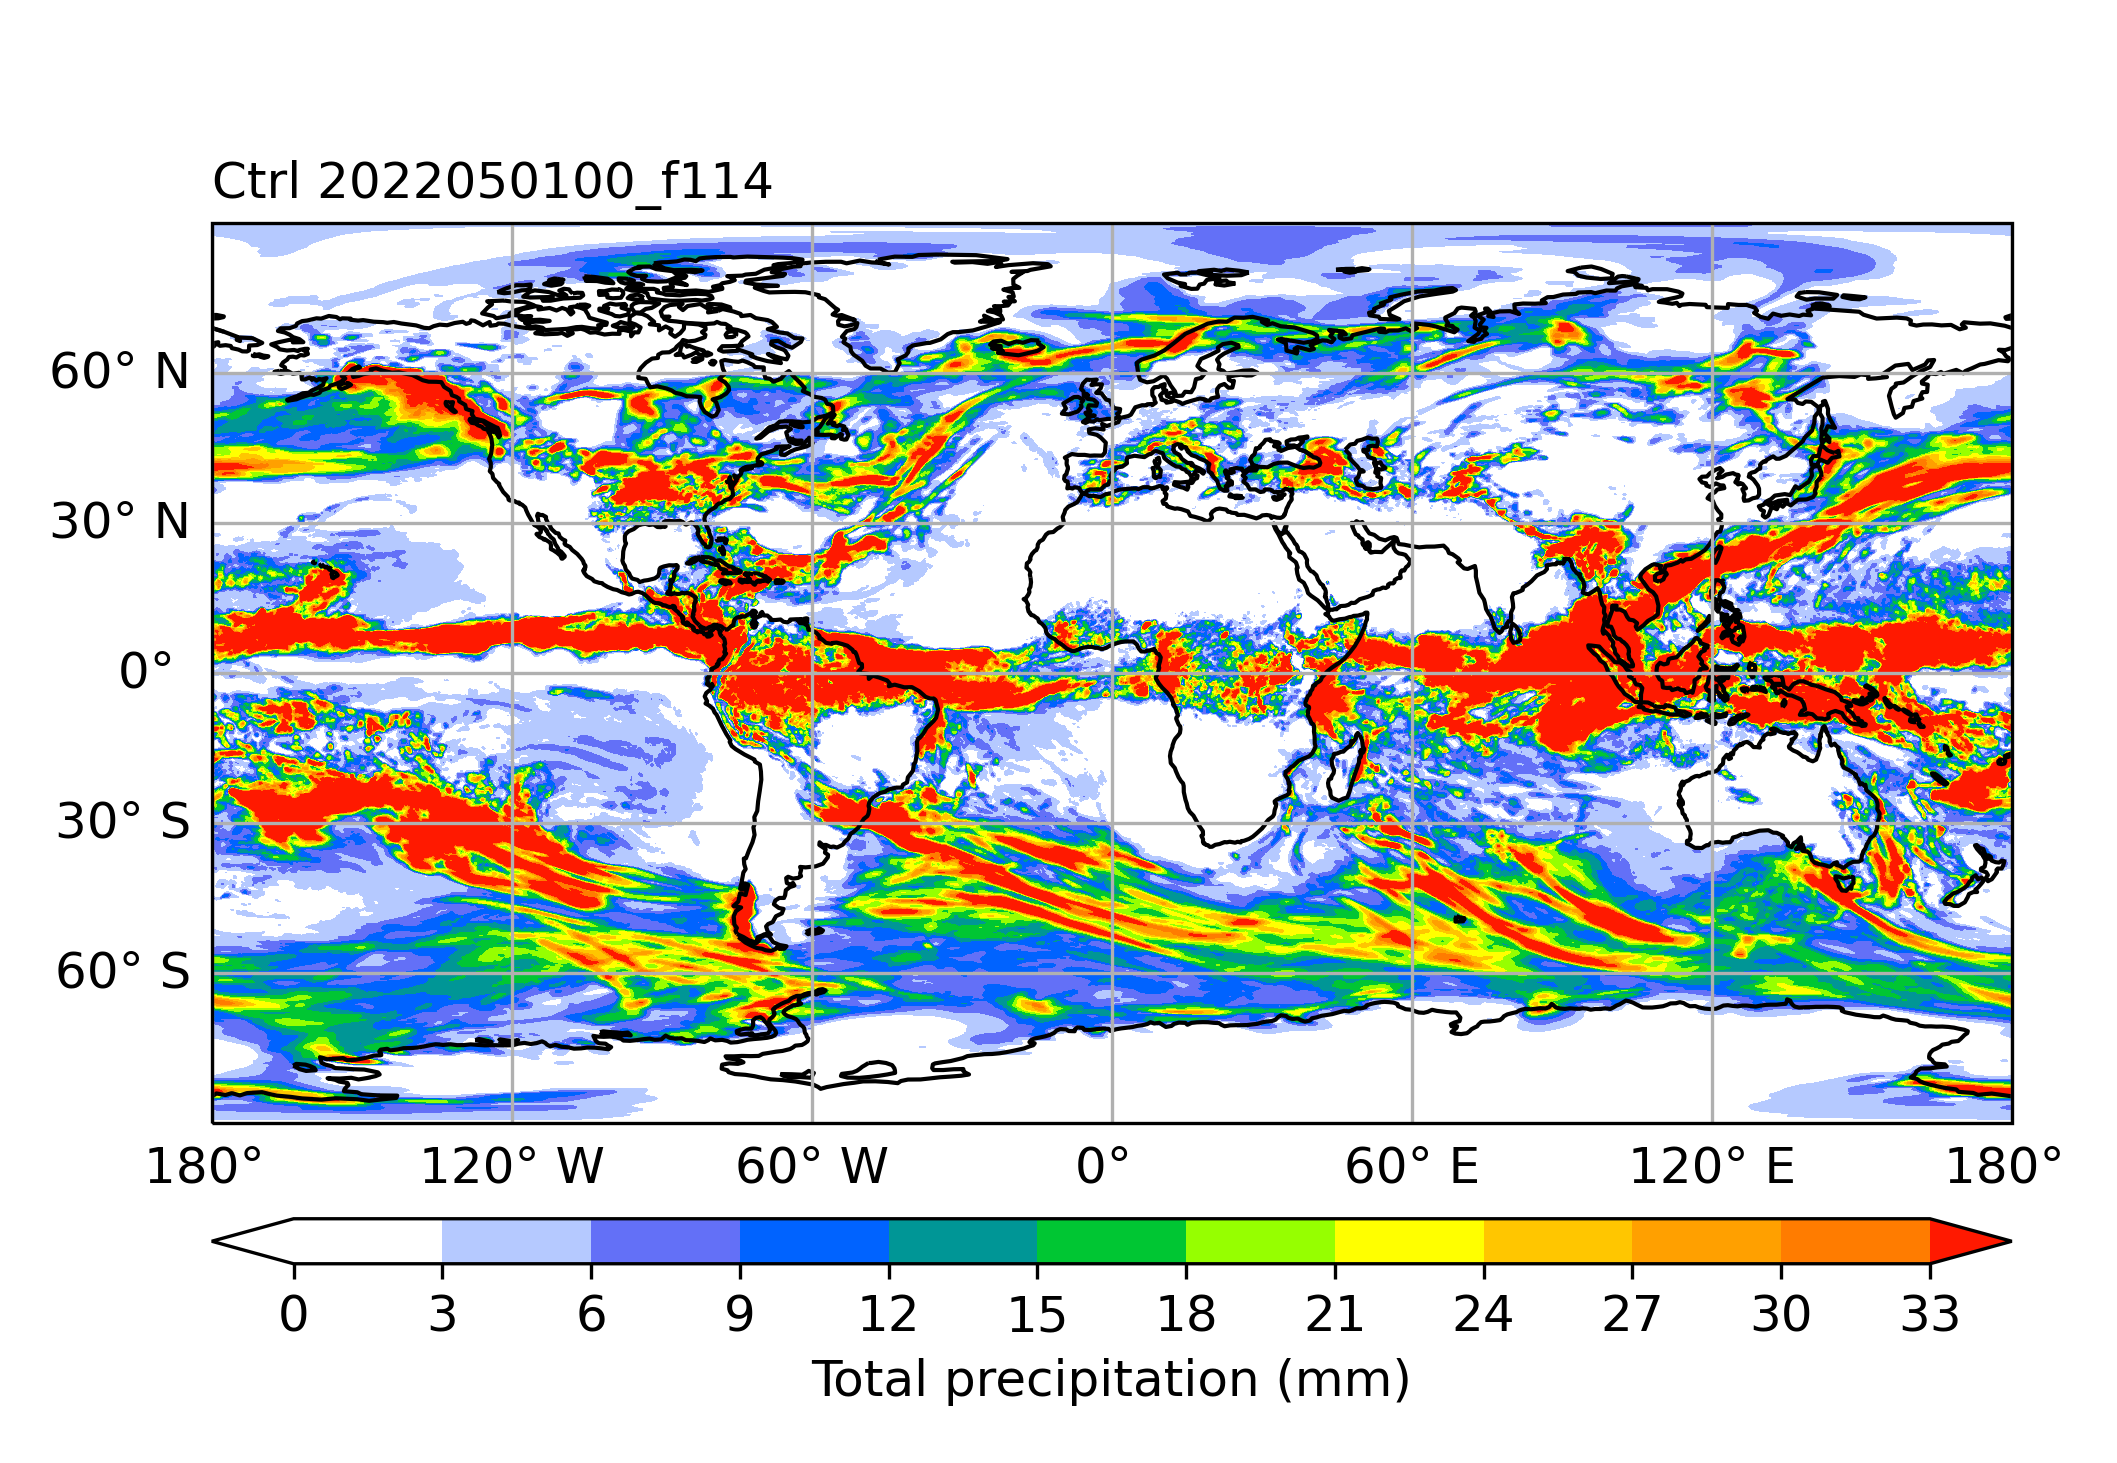 Ctrl 2022050100_f114
60° N
30° N
0°
30° S
60° S
180° 120° W 60° W 0° 60° E 120° E 180°
0 3 6 9 12 15 18 21 24 27 30 33
Total precipitation (mm)